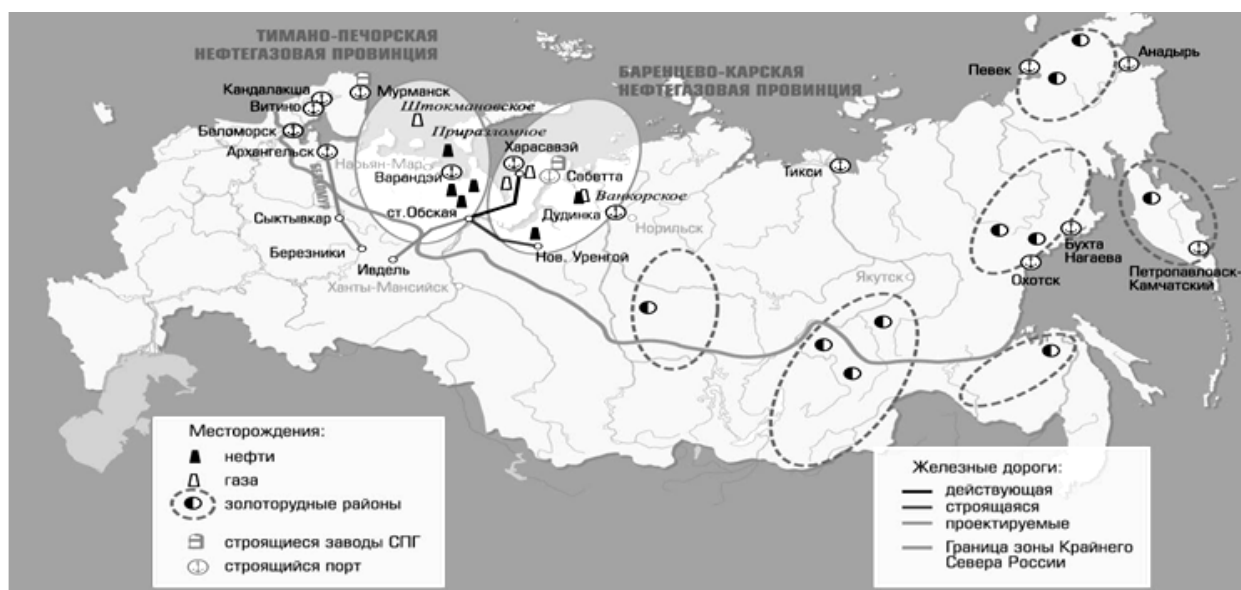 ТИМАНО-ПЕЧОРСКАЯ
НЕФТЕГАЗОВАЯ ПРОВИНЦИЯ
БАРЕНЦЕВО-КАРСКАЯ
НЕФТЕГАЗОВАЯ ПРОВИНЦИЯ
Анадырь
Певек
Кандалакша
Мурманск
Витино
Штокмановское
Беломорск
Приразломное
Архангельск
Харасавэй
Нарьян-Мар
Варандэй
Сабетта
Тикси
Ванкорское
БЕЛКОМУР
ст.Обская
Дудинка
Норильск
Сыктывкар
Березники
Нов. Уренгой
Ивдель
Ханты-Мансийск
Якутск
Бухта
Нагаева
Охотск
Петропавловск-
Камчатский
Месторождения:
нефти
газа
золоторудные районы
строящиеся заводы СПГ
строящийся порт
Железные дороги:
действующая
строящаяся
проектируемые
Граница зоны Крайнего
Севера России